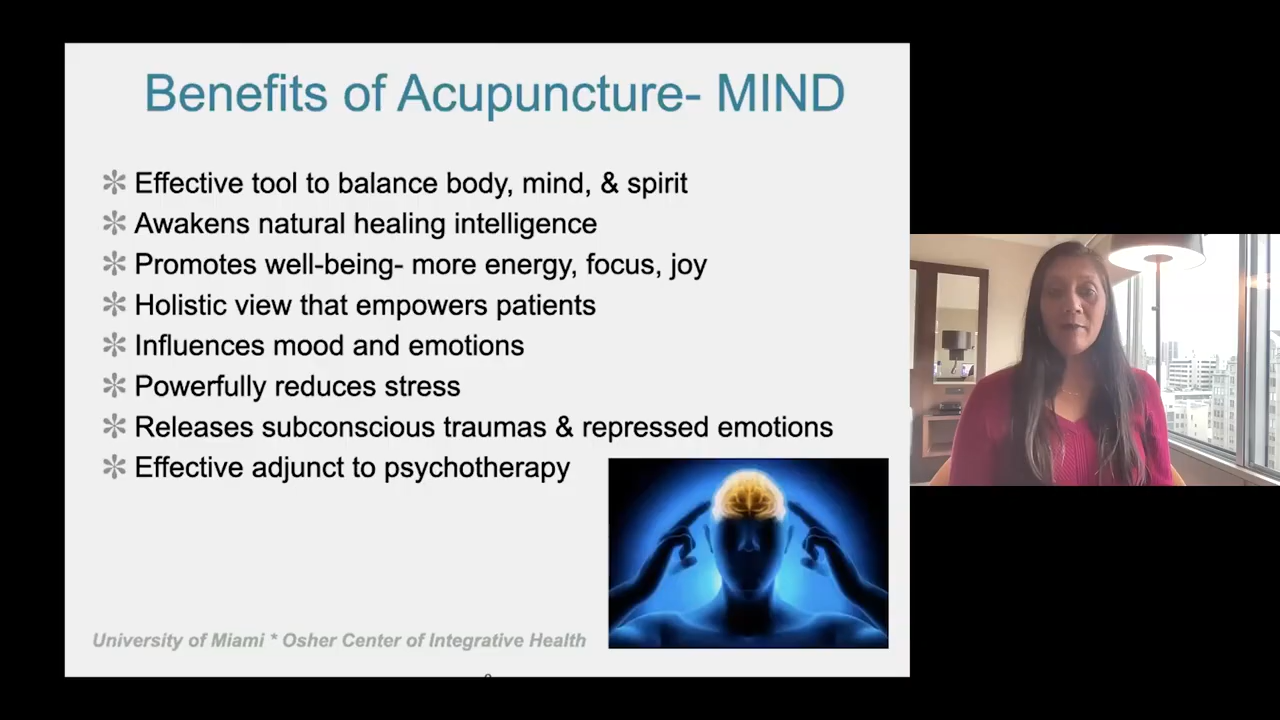 Benefits of Acupuncture- MIND
✼ Effective tool to balance body, mind, & spirit
✼ Awakens natural healing intelligence
✼ Promotes well-being- more energy, focus, joy
✼ Holistic view that empowers patients
✼ Influences mood and emotions
✼ Powerfully reduces stress
✼ Releases subconscious traumas & repressed emotions
✼ Effective adjunct to psychotherapy
University of Miami * Osher Center of Integrative Health